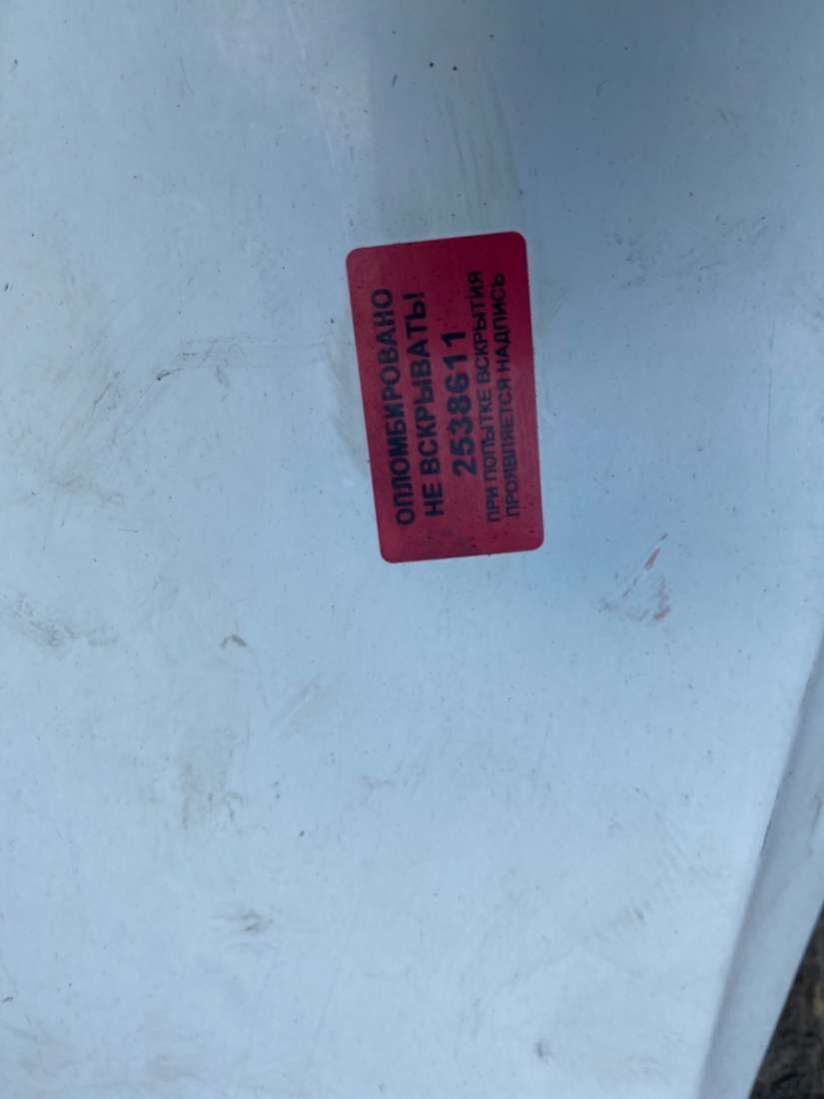 ОПЛОМБИРОВАНО
НЕ ВСКРЫВАТЬ!
2538611
ПРИ ПОПЫТКЕ ВСКРЫТИЯ
ПРОЯВЛЯЕТСЯ НАДПИСЬ